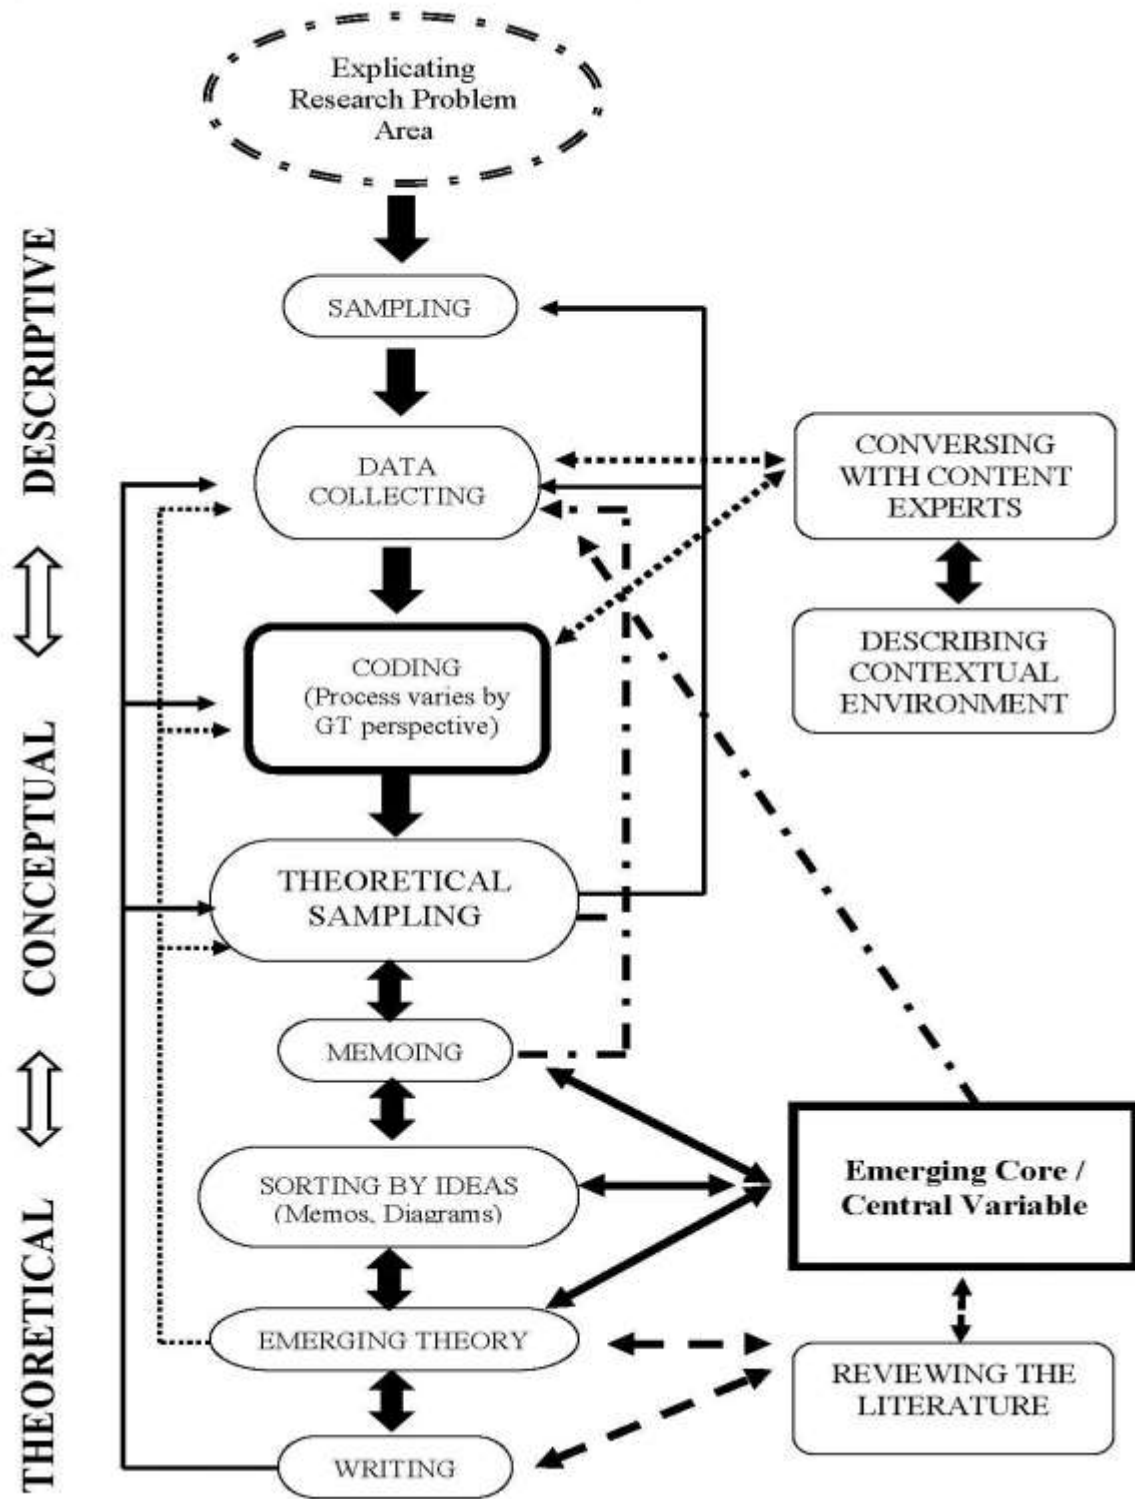 Explicating
Research Problem
Area
DESCRIPTIVE
SAMPLING
DATA
COLLECTING
CONVERSING
WITH CONTENT
EXPERTS
DESCRIBING
CONTEXTUAL
ENVIRONMENT
CODING
(Process varies by
GT perspective)
CONCEPTUAL
THEORETICAL
SAMPLING
MEMOING
SORTING BY IDEAS
(Memos, Diagrams)
Emerging Core /
Central Variable
THEORETICAL
EMERGING THEORY
REVIEWING THE
LITERATURE
WRITING